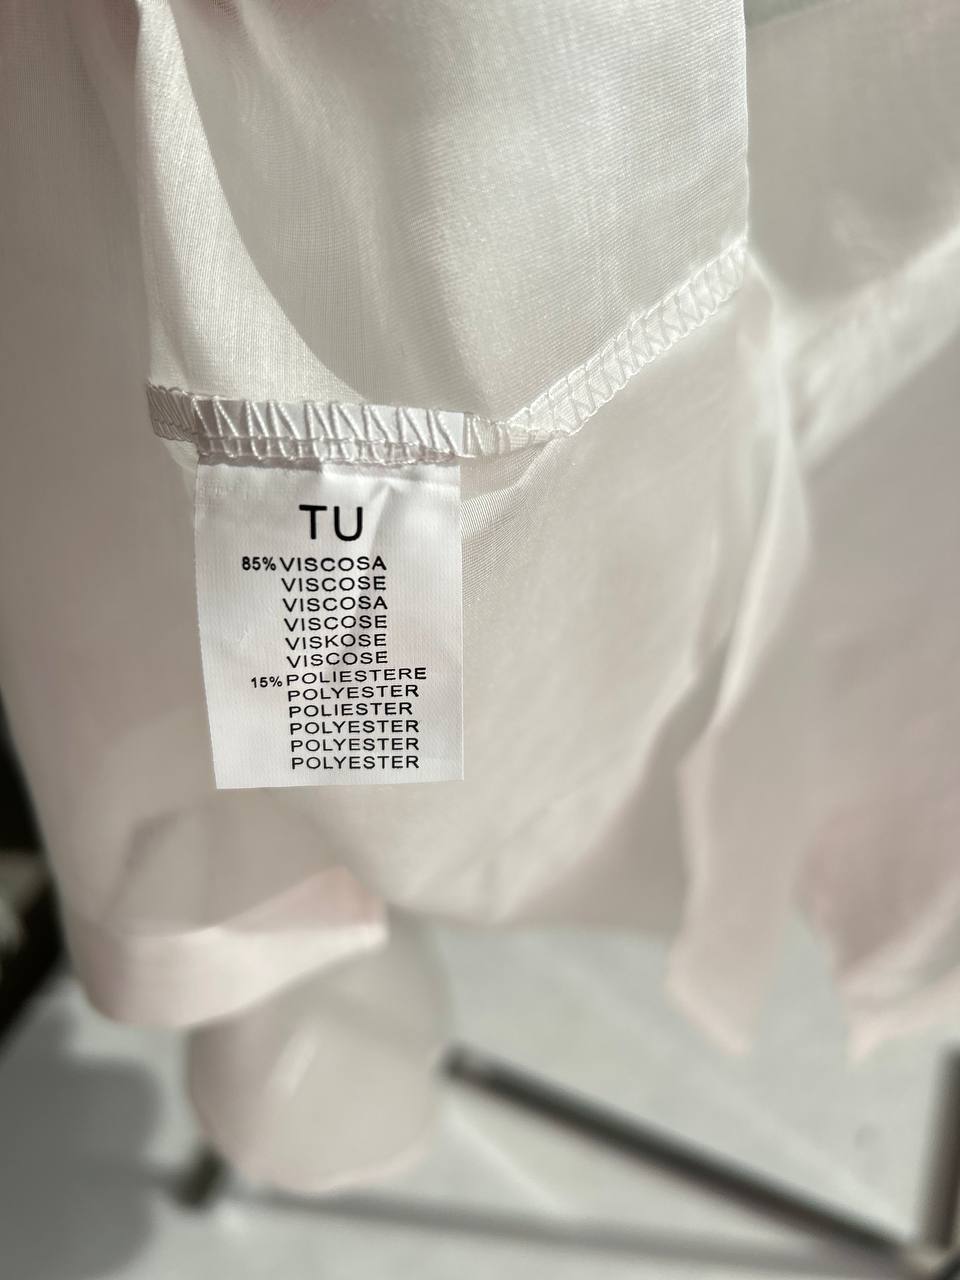 TU
85% VISCOSA
VISCOSE
VISCOSA
VISCOSE
VISKOSE
VISCOSE
15% POLIESTERE
POLYESTER
POLIESTER
POLYESTER
POLYESTER
POLYESTER